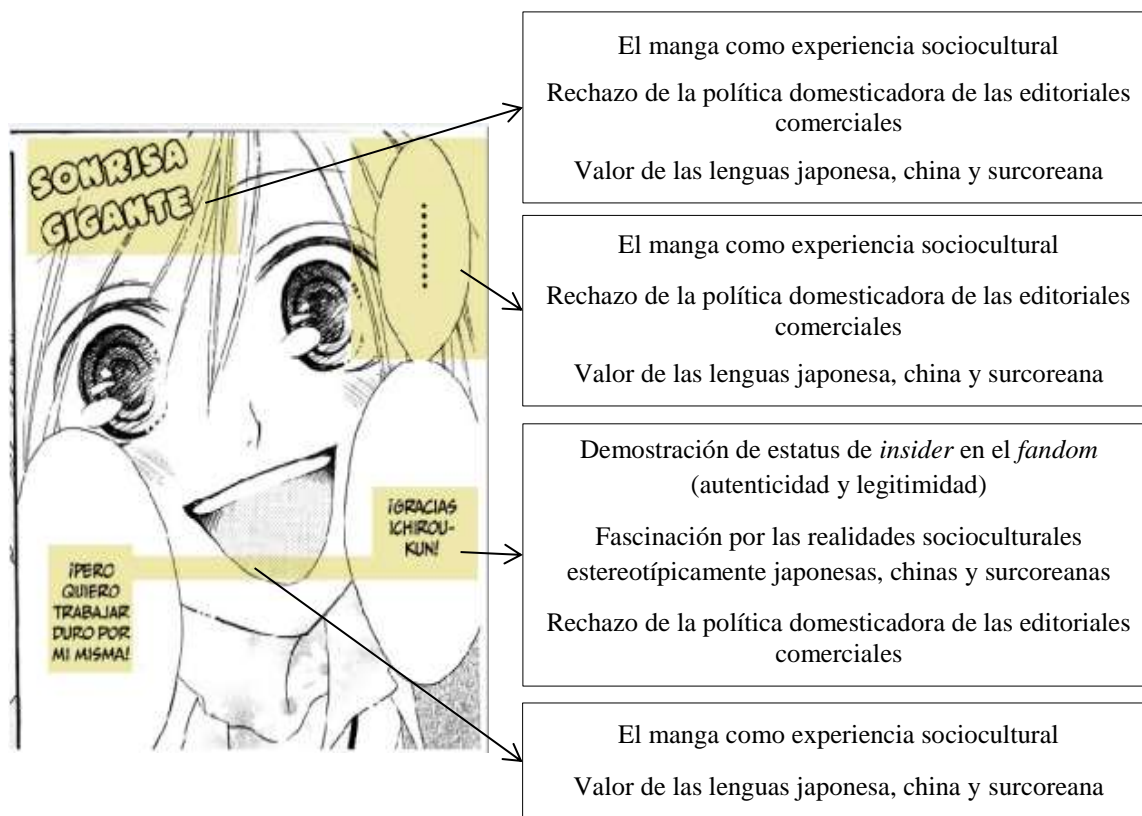 SONRISA
GIGANTE
........
¡GRACIAS
ICHIROU-
KUN!
¡PERO
QUIERO
TRABAJAR
DURO POR
MI MISMA!
El manga como experiencia sociocultural
Rechazo de la política domesticadora de las editoriales
comerciales
Valor de las lenguas japonesa, china y surcoreana
El manga como experiencia sociocultural
Rechazo de la política domesticadora de las editoriales
comerciales
Valor de las lenguas japonesa, china y surcoreana
Demostración de estatus de insider en el fandom
(autenticidad y legitimidad)
Fascinación por las realidades socioculturales
estereotípicamente japonesas, chinas y surcoreanas
Rechazo de la política domesticadora de las editoriales
comerciales
El manga como experiencia sociocultural
Valor de las lenguas japonesa, china y surcoreana